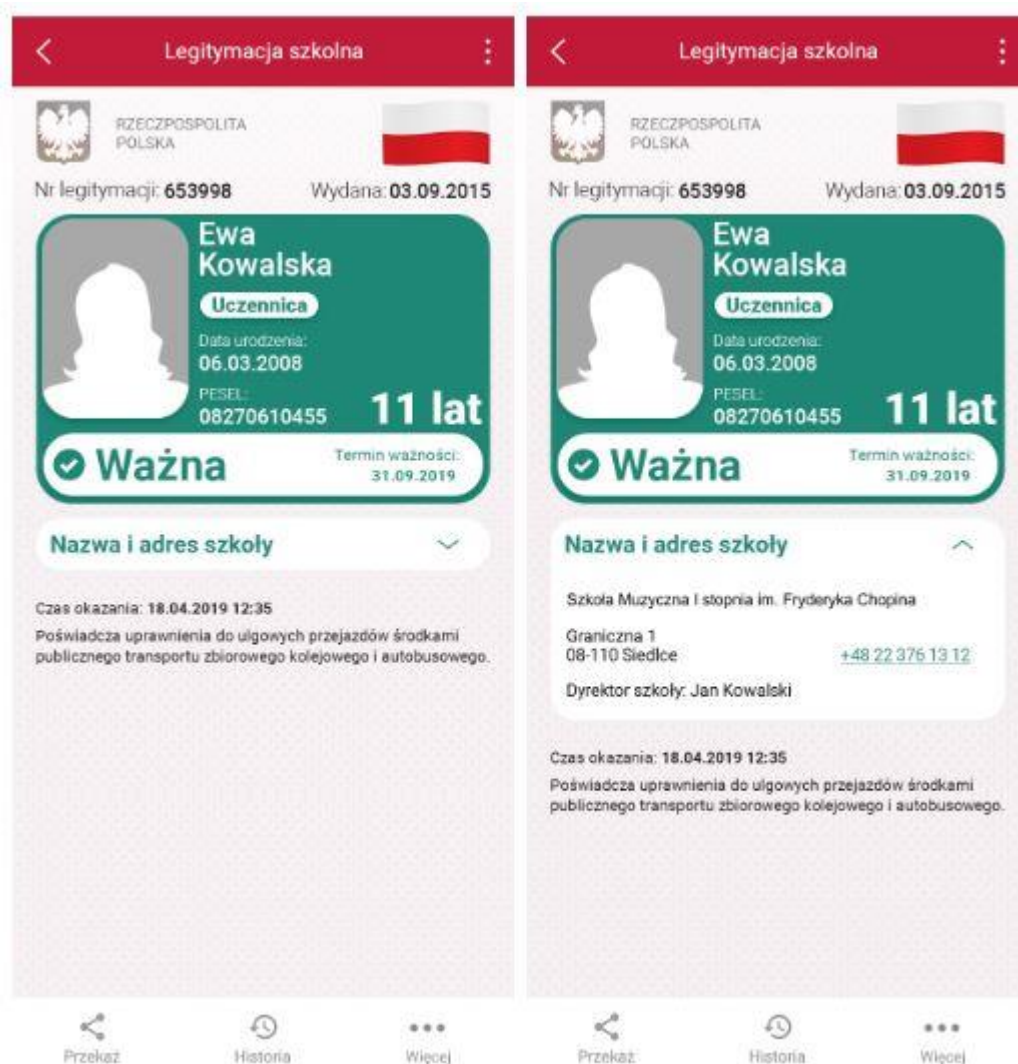 Legitymacja szkolna
RZECZPOSPOLITA
POLSKA
Nr legitymacji: 653998 Wydana: 03.09.2015
Ewa
Kowalska
Uczennica
Data urodzenia:
06.03.2008
PESEL:
08270610455
11 lat
Ważna
Termin ważności:
31.09.2019
Nazwa i adres szkoły
Czas okazania: 18.04.2019 12:35
Poświadcza uprawnienia do ulgowych przejazdów środkami
publicznego transportu zbiorowego kolejowego i autobusowego.
Przekaż Historia Więcej
Legitymacja szkolna
RZECZPOSPOLITA
POLSKA
Nr legitymacji: 653998 Wydana: 03.09.2015
Ewa
Kowalska
Uczennica
Data urodzenia:
06.03.2008
PESEL:
08270610455
11 lat
Ważna
Termin ważności:
31.09.2019
Nazwa i adres szkoły
Szkoła Muzyczna I stopnia im. Fryderyka Chopina
Graniczna 1
08-110 Siedlce +48 22 376 13 12
Dyrektor szkoły: Jan Kowalski
Czas okazania: 18.04.2019 12:35
Poświadcza uprawnienia do ulgowych przejazdów środkami
publicznego transportu zbiorowego kolejowego i autobusowego.
Przekaż Historia Więcej